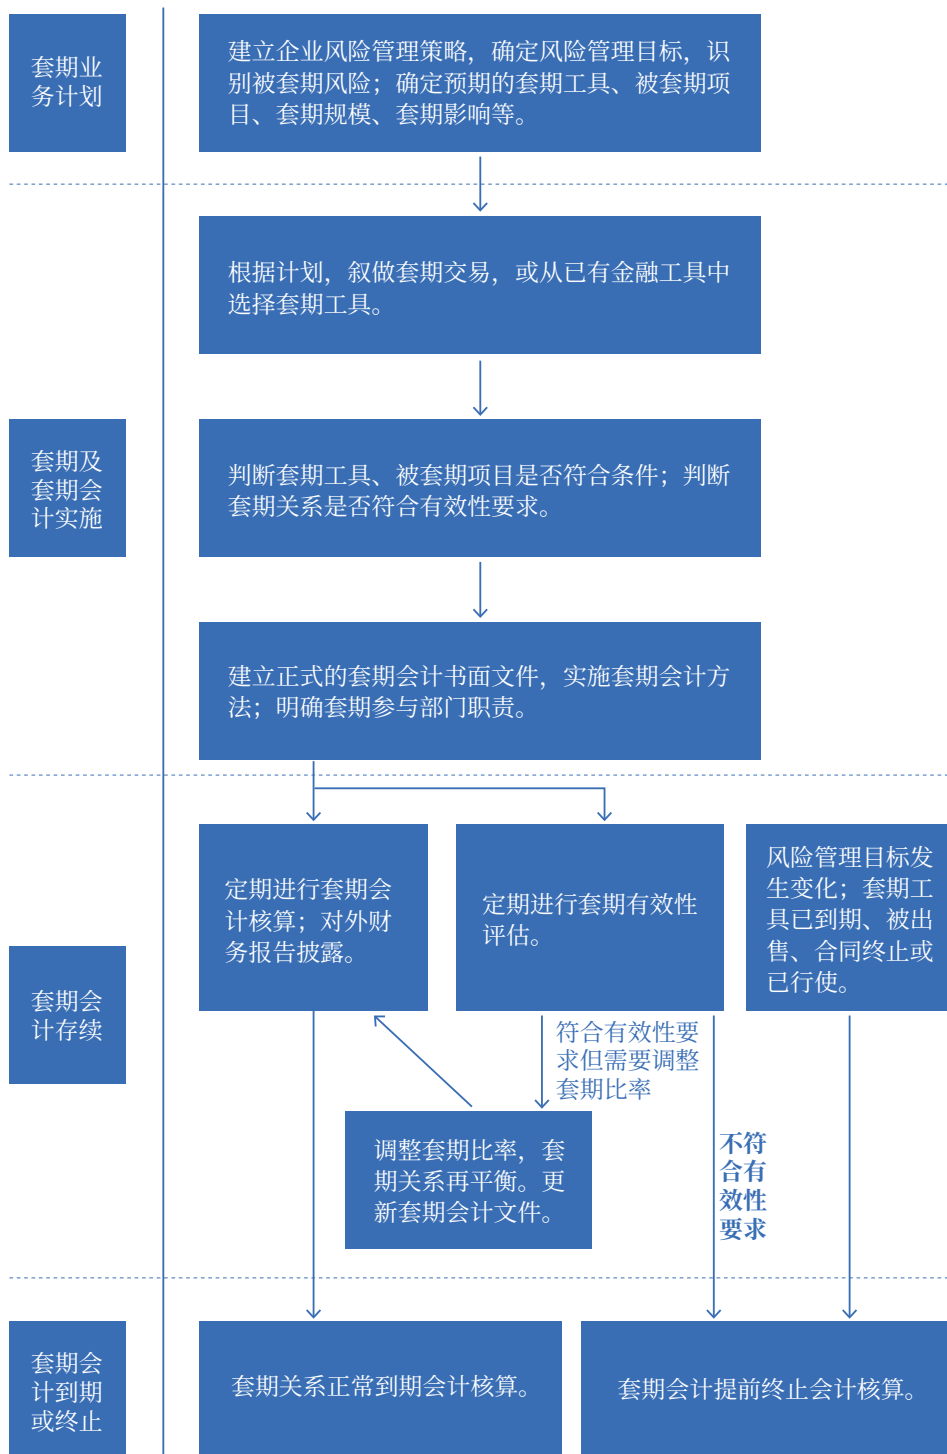 套期业
务计划
建立企业风险管理策略，确定风险管理目标，识
别被套期风险；确定预期的套期工具、被套期项
目、套期规模、套期影响等。
根据计划，叙做套期交易，或从已有金融工具中
选择套期工具。
套期及
套期会
计实施
判断套期工具、被套期项目是否符合条件；判断
套期关系是否符合有效性要求。
建立正式的套期会计书面文件，实施套期会计方
法；明确套期参与部门职责。
套期会
计存续
定期进行套期会
计核算；对外财
务报告披露。
定期进行套期有效性
评估。
风险管理目标发
生变化；套期工
具已到期、被出
售、合同终止或
已行使。
符合有效性要
求但需要调整
套期比率
调整套期比率，套
期关系再平衡。更
新套期会计文件。
不符
合有
效性
要求
套期会
计到期
或终止
套期关系正常到期会计核算。
套期会计提前终止会计核算。